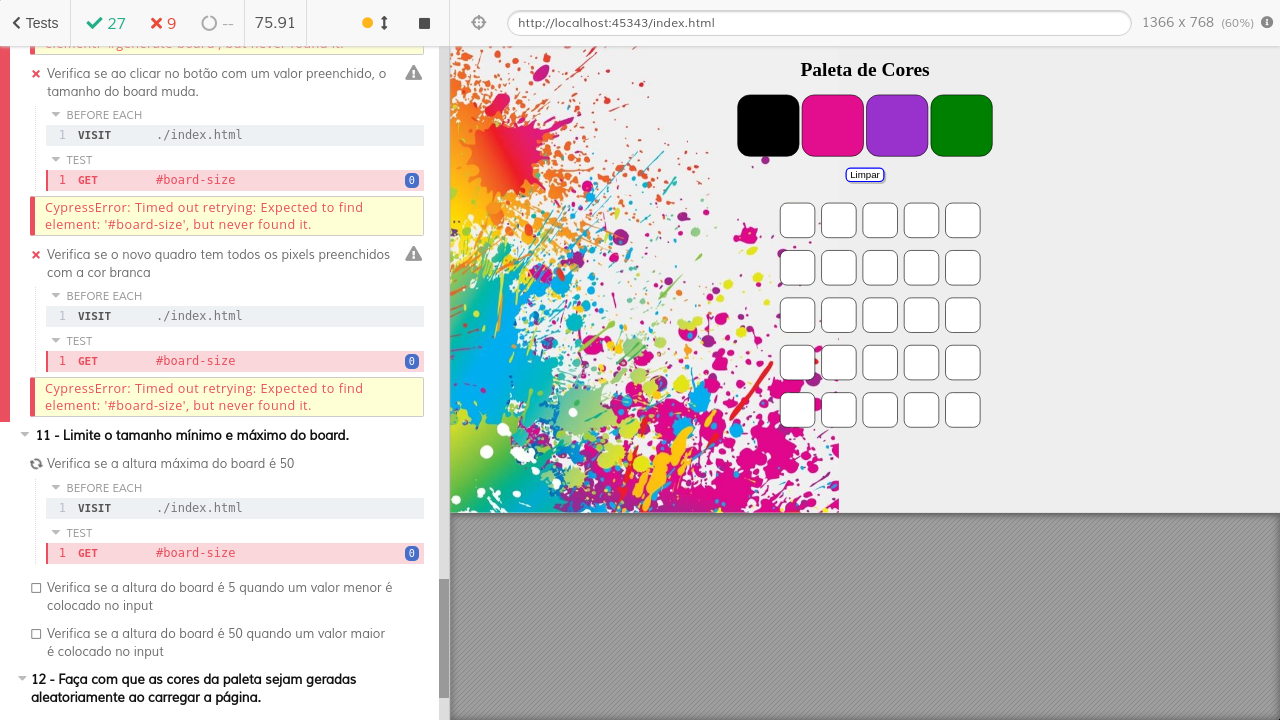 Tests 27 9 -- 75.91
http://localhost:45343/index.html 1366 x 768 (60%)
element: '#generate-board', but never found it.
Verifica se ao clicar no botão com um valor preenchido, o
tamanho do board muda.
BEFORE EACH
1 VISIT ./index.html
TEST
1 GET #board-size 0
CypressError: Timed out retrying: Expected to find
element: '#board-size', but never found it.
Verifica se o novo quadro tem todos os pixels preenchidos
com a cor branca
BEFORE EACH
1 VISIT ./index.html
TEST
1 GET #board-size 0
CypressError: Timed out retrying: Expected to find
element: '#board-size', but never found it.
11 - Limite o tamanho mínimo e máximo do board.
Verifica se a altura máxima do board é 50
BEFORE EACH
1 VISIT ./index.html
TEST
1 GET #board-size 0
Verifica se a altura do board é 5 quando um valor menor é
colocado no input
Verifica se a altura do board é 50 quando um valor maior
é colocado no input
12 - Faça com que as cores da paleta sejam geradas
aleatoriamente ao carregar a página.
Paleta de Cores
Limpar